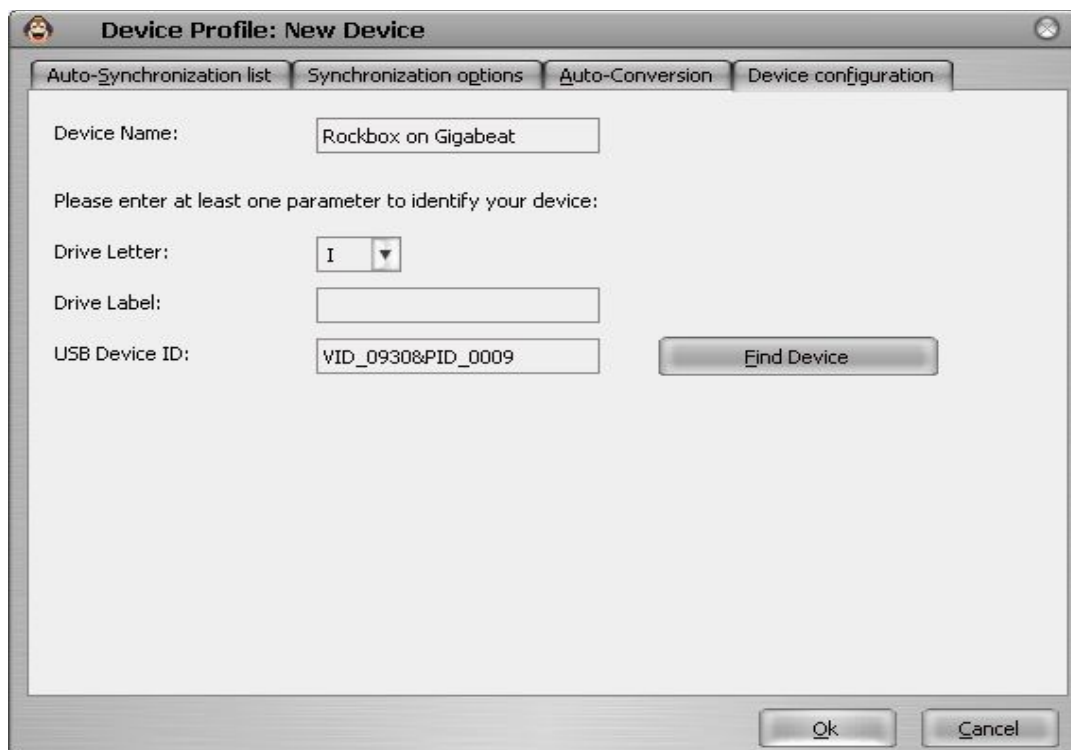 Device Profile: New Device
Auto-Synchronization list Synchronization options Auto-Conversion Device configuration
Device Name: Rockbox on Gigabeat
Please enter at least one parameter to identify your device:
Drive Letter: I
Drive Label:
USB Device ID: VID_0930&PID_0009 Find Device
Ok Cancel